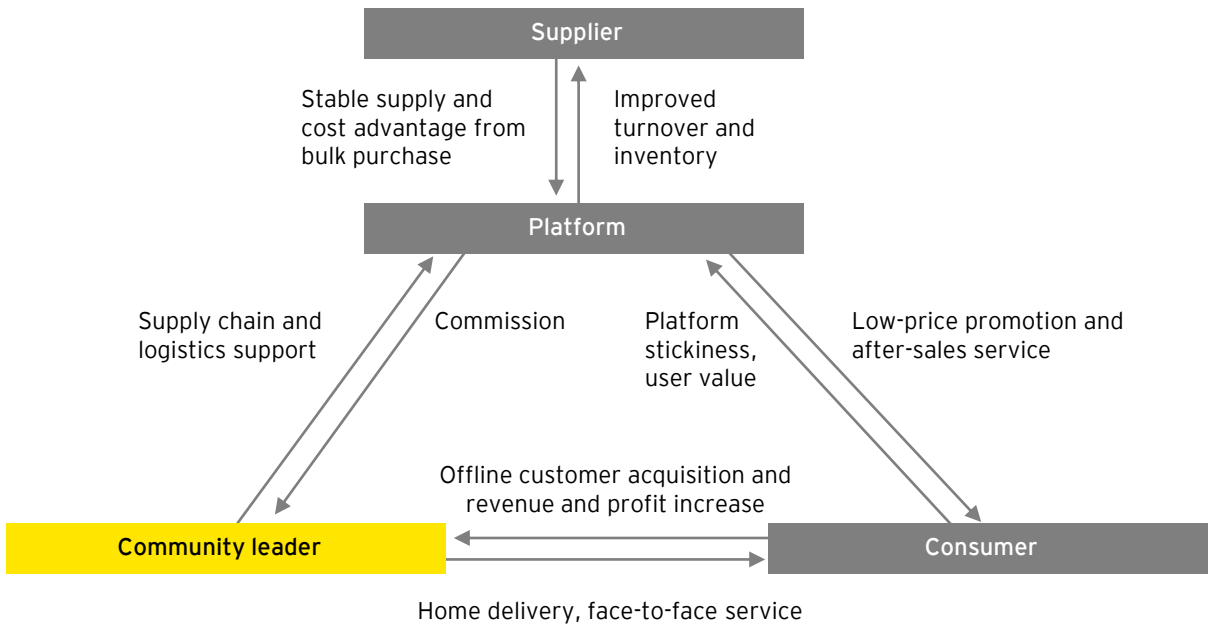 Supplier
Stable supply and
cost advantage from
bulk purchase
Improved
turnover and
inventory
Platform
Supply chain and
logistics support
Commission
Platform
stickiness,
user value
Low-price promotion and
after-sales service
Offline customer acquisition and
revenue and profit increase
Community leader
Consumer
Home delivery, face-to-face service